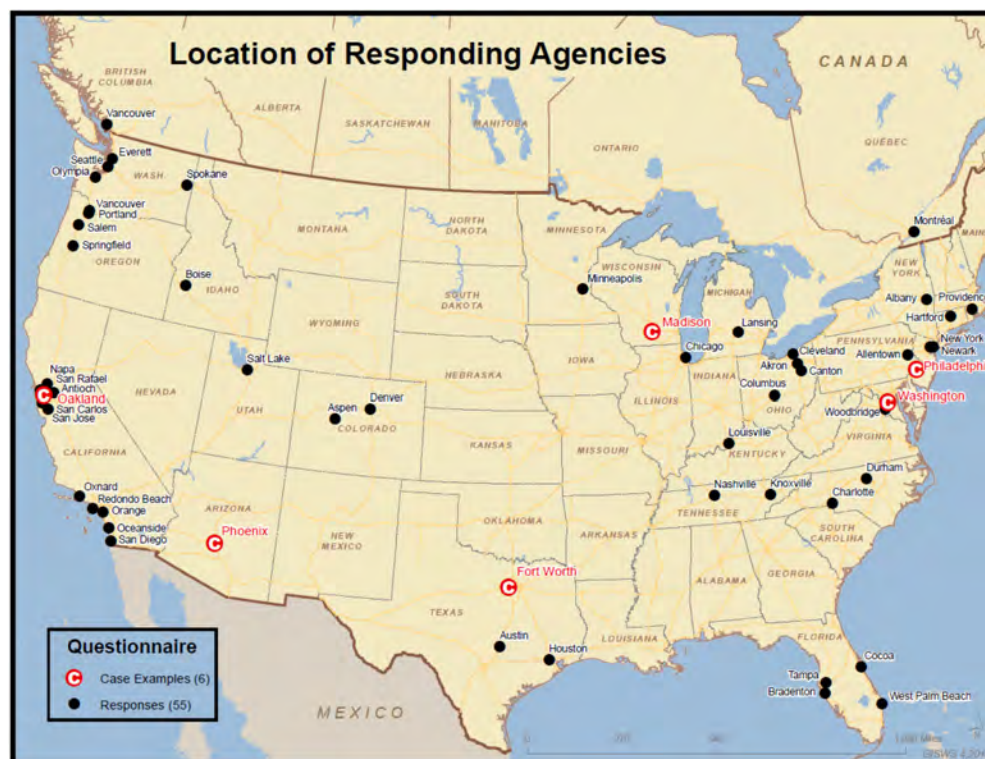 Location of Responding Agencies
CANADA
BRITISH
COLUMBIA
ALBERTA
SASKATCHEWAN
MANITOBA
ONTARIO
QUÉBEC
Vancouver
Everett
Seattle
Olympia
WASH.
Spokane
Vancouver
Portland
Salem
Springfield
OREGON
Boise
IDAHO
MONTANA
NORTH
DAKOTA
MINNESOTA
SOUTH
DAKOTA
Minneapolis
WISCONSIN
MICHIGAN
Madison
Lansing
Chicago
Montréal
MAINE
NEW
YORK
Albany
Providence
Hartford
PENNSYLVANIA
New York
Newark
Allentown
Philadelphia
Washington
Woodbridge
VIRGINIA
Cleveland
Akron
Canton
Columbus
OHIO
INDIANA
ILLINOIS
IOWA
WYOMING
NEBRASKA
Salt Lake
NEVADA
UTAH
Aspen
Denver
COLORADO
KANSAS
MISSOURI
Louisville
KENTUCKY
Napa
San Rafael
Antioch
Oakland
San Carlos
San Jose
CALIFORNIA
Oxnard
Redondo Beach
Orange
Oceanside
San Diego
ARIZONA
Phoenix
NEW
MEXICO
OKLAHOMA
ARKANSAS
Nashville
Knoxville
TENNESSEE
Durham
Charlotte
SOUTH
CAROLINA
Fort Worth
TEXAS
Austin
Houston
LOUISIANA
ALABAMA
GEORGIA
FLORIDA
Cocoa
Tampa
Bradenton
West Palm Beach
MEXICO
Questionnaire
C Case Examples (6)
Responses (55)
0